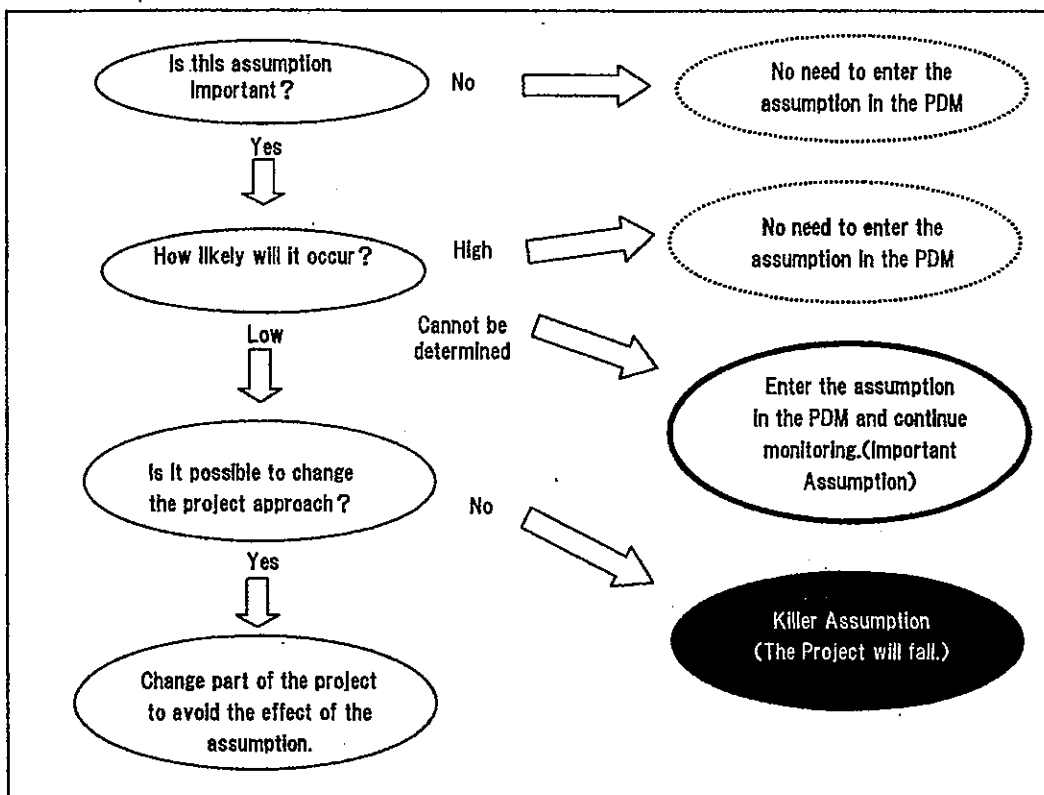 Is this assumption
Important?
No
No need to enter the
assumption in the PDM
Yes
How likely will it occur?
High
No need to enter the
assumption in the PDM
Low
Cannot be
determined
Enter the assumption
in the PDM and continue
monitoring.(Important
Assumption)
Is it possible to change
the project approach?
No
Yes
Killer Assumption
(The Project will fall.)
Change part of the project
to avoid the effect of the
assumption.